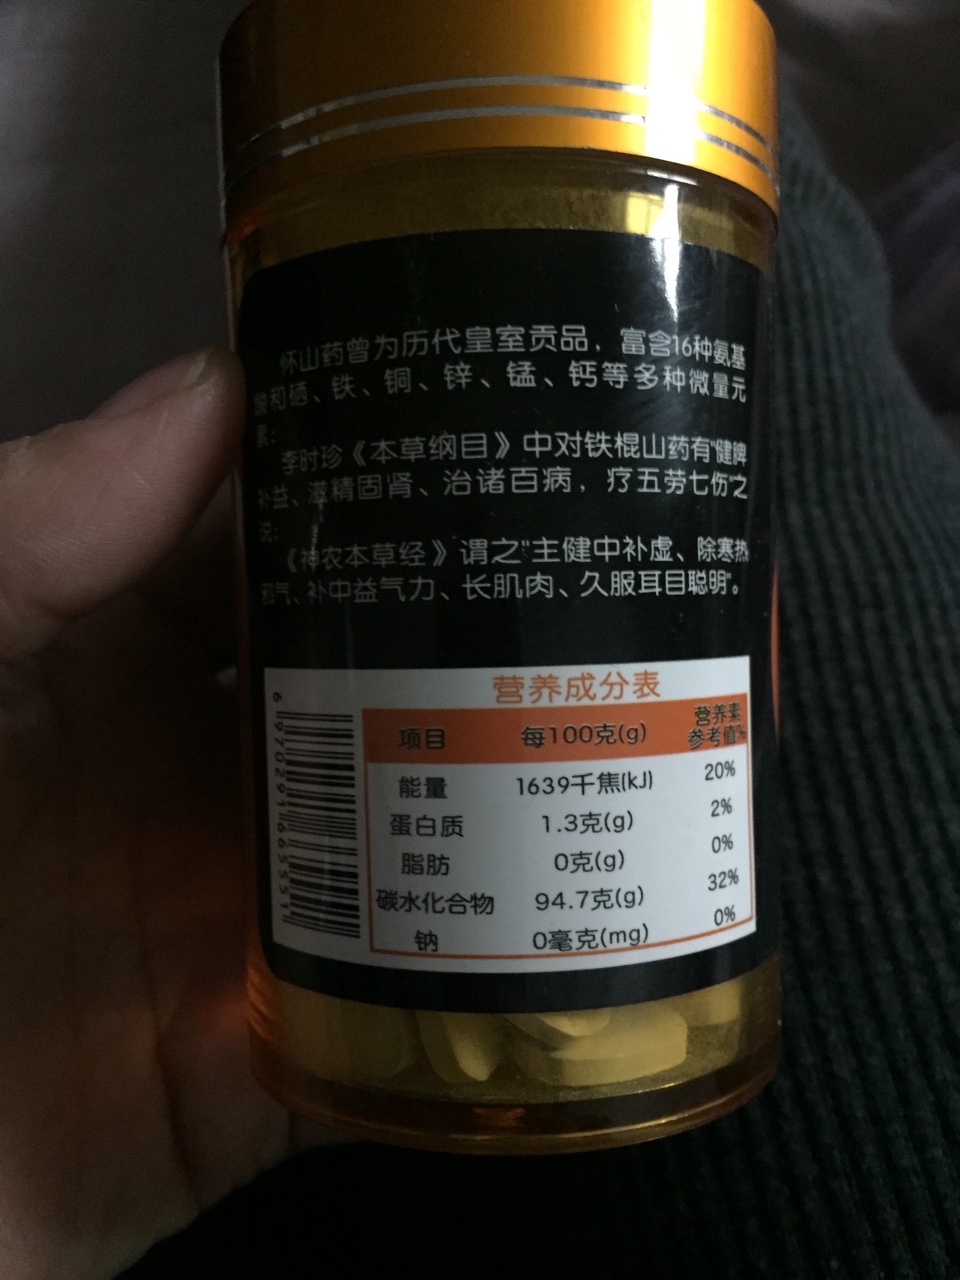 怀山药曾为历代皇室贡品，富含16种氨基
酸和硒、铁、铜、锌、锰、钙等多种微量元
素；
李时珍《本草纲目》中对铁棍山药有“健脾
补益、滋精固肾、治诸百病，疗五劳七伤”之
说；
《神农本草经》谓之“主健中补虚、除寒热
邪气、补中益气力、长肌肉、久服耳目聪明”。
营养成分表
项目 每100克(g) 营养素参考值%
能量 1639千焦(kJ) 20%
蛋白质 1.3克(g) 2%
脂肪 0克(g) 0%
碳水化合物 94.7克(g) 32%
钠 0毫克(mg) 0%
6970291665551